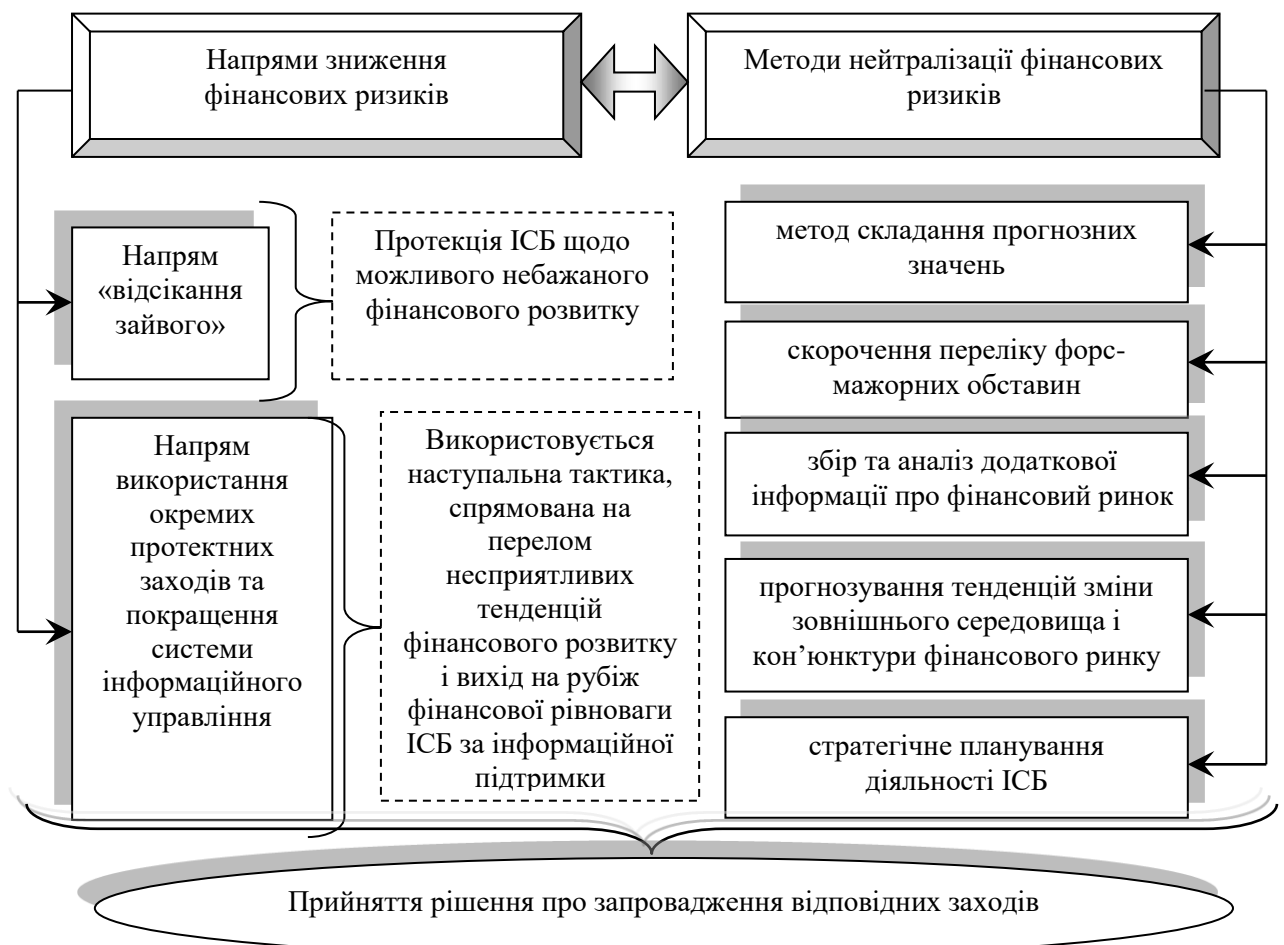 Напрями зниження
фінансових ризиків
Методи нейтралізації фінансових
ризиків
Напрям
«відсікання
зайвого»
Протекція ІСБ щодо
можливого небажаного
фінансового розвитку
Напрям
використання
окремих
протектних
заходів та
покращення
системи
інформаційного
управління
Використовується
наступальна тактика,
спрямована на
перелом
несприятливих
тенденцій
фінансового розвитку
і вихід на рубіж
фінансової рівноваги
ІСБ за інформаційної
підтримки
метод складання прогнозних
значень
скорочення переліку форс-
мажорних обставин
збір та аналіз додаткової
інформації про фінансовий ринок
прогнозування тенденцій зміни
зовнішнього середовища і
кон’юнктури фінансового ринку
стратегічне планування
діяльності ІСБ
Прийняття рішення про запровадження відповідних заходів